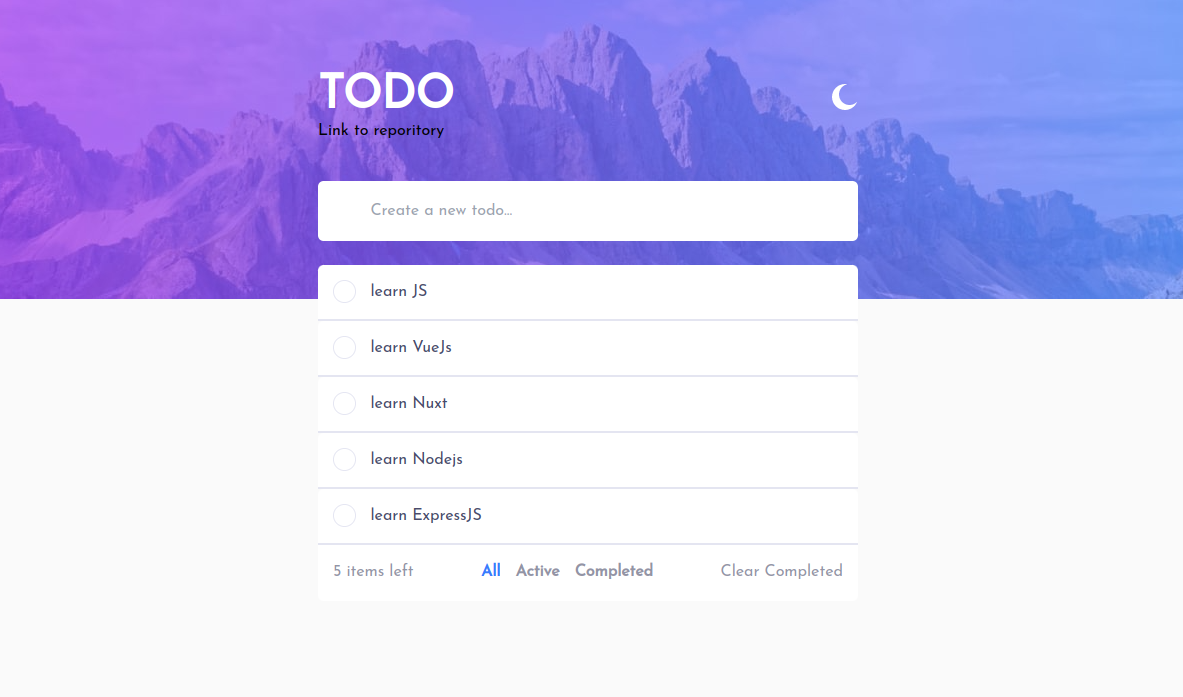 TODO
Link to reporitory
Create a new todo...
learn JS
learn VueJs
learn Nuxt
learn Nodejs
learn ExpressJS
5 items left All Active Completed Clear Completed